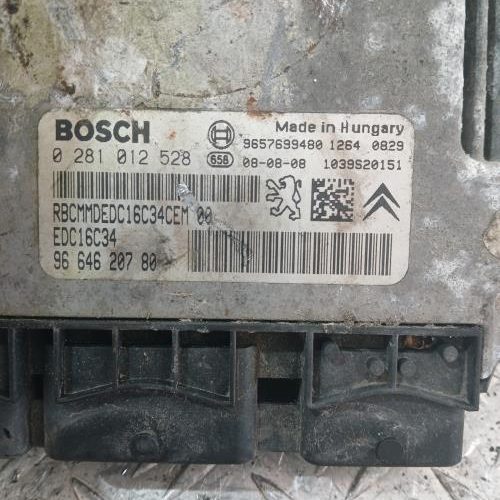 BOSCH
Made in Hungary
9657699480 1264 0829
0 281 012 528 658 08-08-08 1039S20151
RBCMMDEDC16C34CEM 00
EDC16C34
96 646 207 80